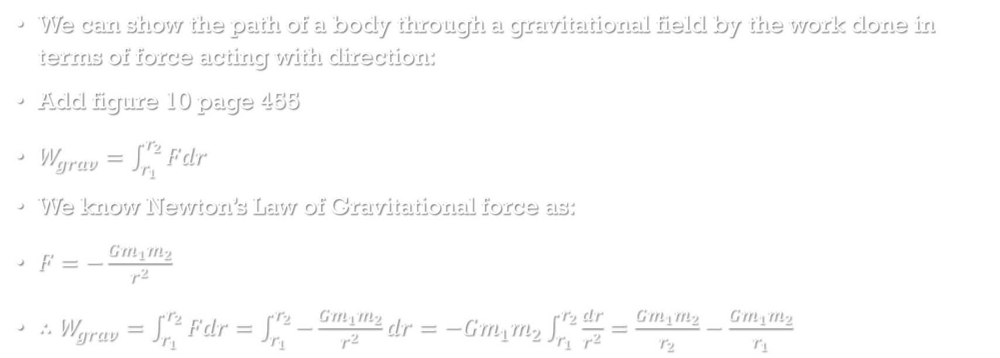 • We can show the path of a body through a gravitational field by the work done in
terms of force acting with direction:
• Add figure 10 page 455
• $W_{grav} = \int_{r_1}^{r_2} Fdr$
• We know Newton’s Law of Gravitational force as:
• $F = -\frac{Gm_1m_2}{r^2}$
• $\therefore W_{grav} = \int_{r_1}^{r_2} Fdr = \int_{r_1}^{r_2} -\frac{Gm_1m_2}{r^2} dr = -Gm_1m_2 \int_{r_1}^{r_2} \frac{dr}{r^2} = \frac{Gm_1m_2}{r_2} - \frac{Gm_1m_2}{r_1}$